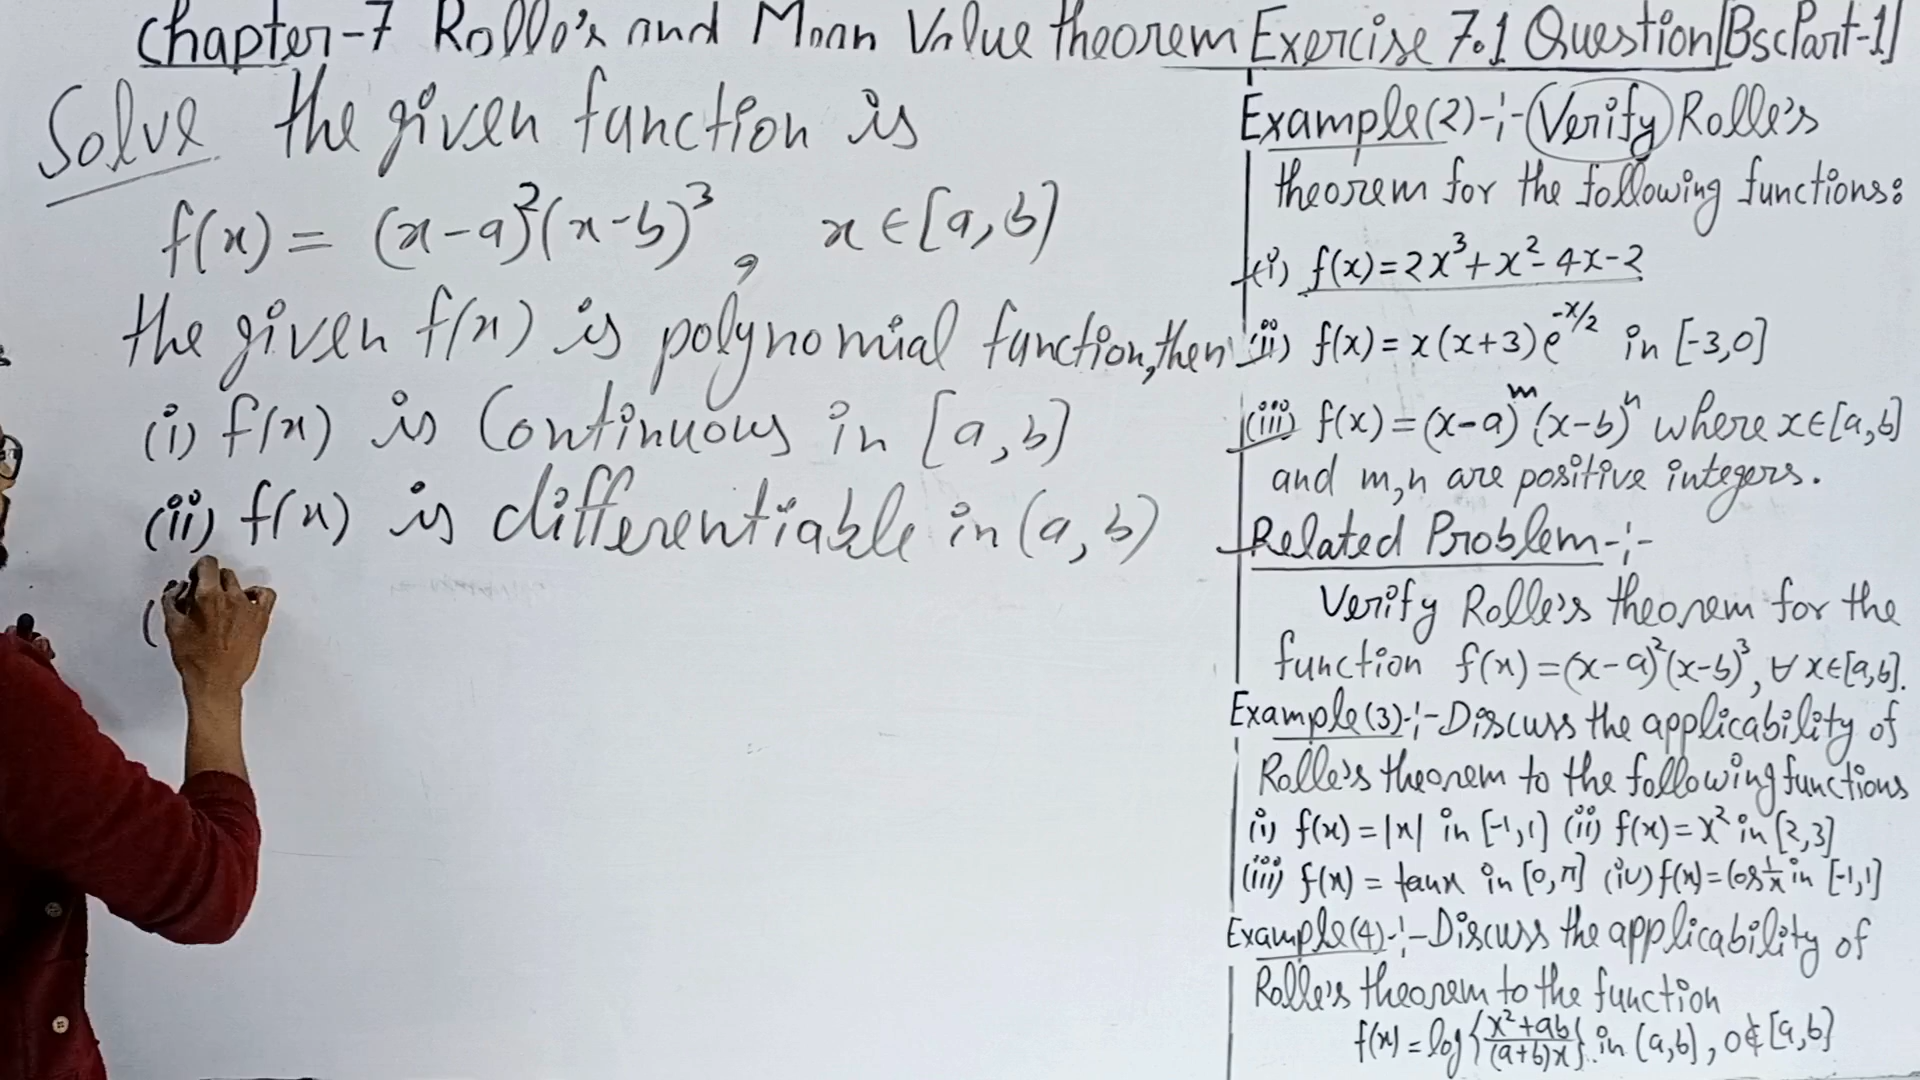 Chapter-7 Rolle's and Mean Value theorem Exercise 7.1 Question [Bsc Part-1]
Solve the given function is
f(x) = (x-a)²(x-b)³, x∈[a,b]
the given f(x) is polynomial function, then
(i) f(x) is Continuous in [a,b]
(ii) f(x) is differentiable in (a,b)
(
Example(2)-:- Verify Rolle's
theorem for the following functions:
(i) f(x)=2x³+x²-4x-2
(ii) f(x)=x(x+3)e^{-x/2} in [-3,0]
(iii) f(x)=(x-a)^m(x-b)^n where x∈[a,b]
and m,n are positive integers.
Related Problem-:-
Verify Rolle's theorem for the
function f(x)=(x-a)²(x-b)³, ∀ x∈[a,b].
Example(3)-:-Discuss the applicability of
Rolle's theorem to the following functions
(i) f(x)=|x| in [-1,1] (ii) f(x)=x² in [2,3]
(iii) f(x)=tanx in [0,π] (iv) f(x)=Cos 1/x in [-1,1]
Example(4)-:-Discuss the applicability of
Rolle's theorem to the function
f(x)=log{(x²+ab)/((a+b)x)} in (a,b), 0∉[a,b]